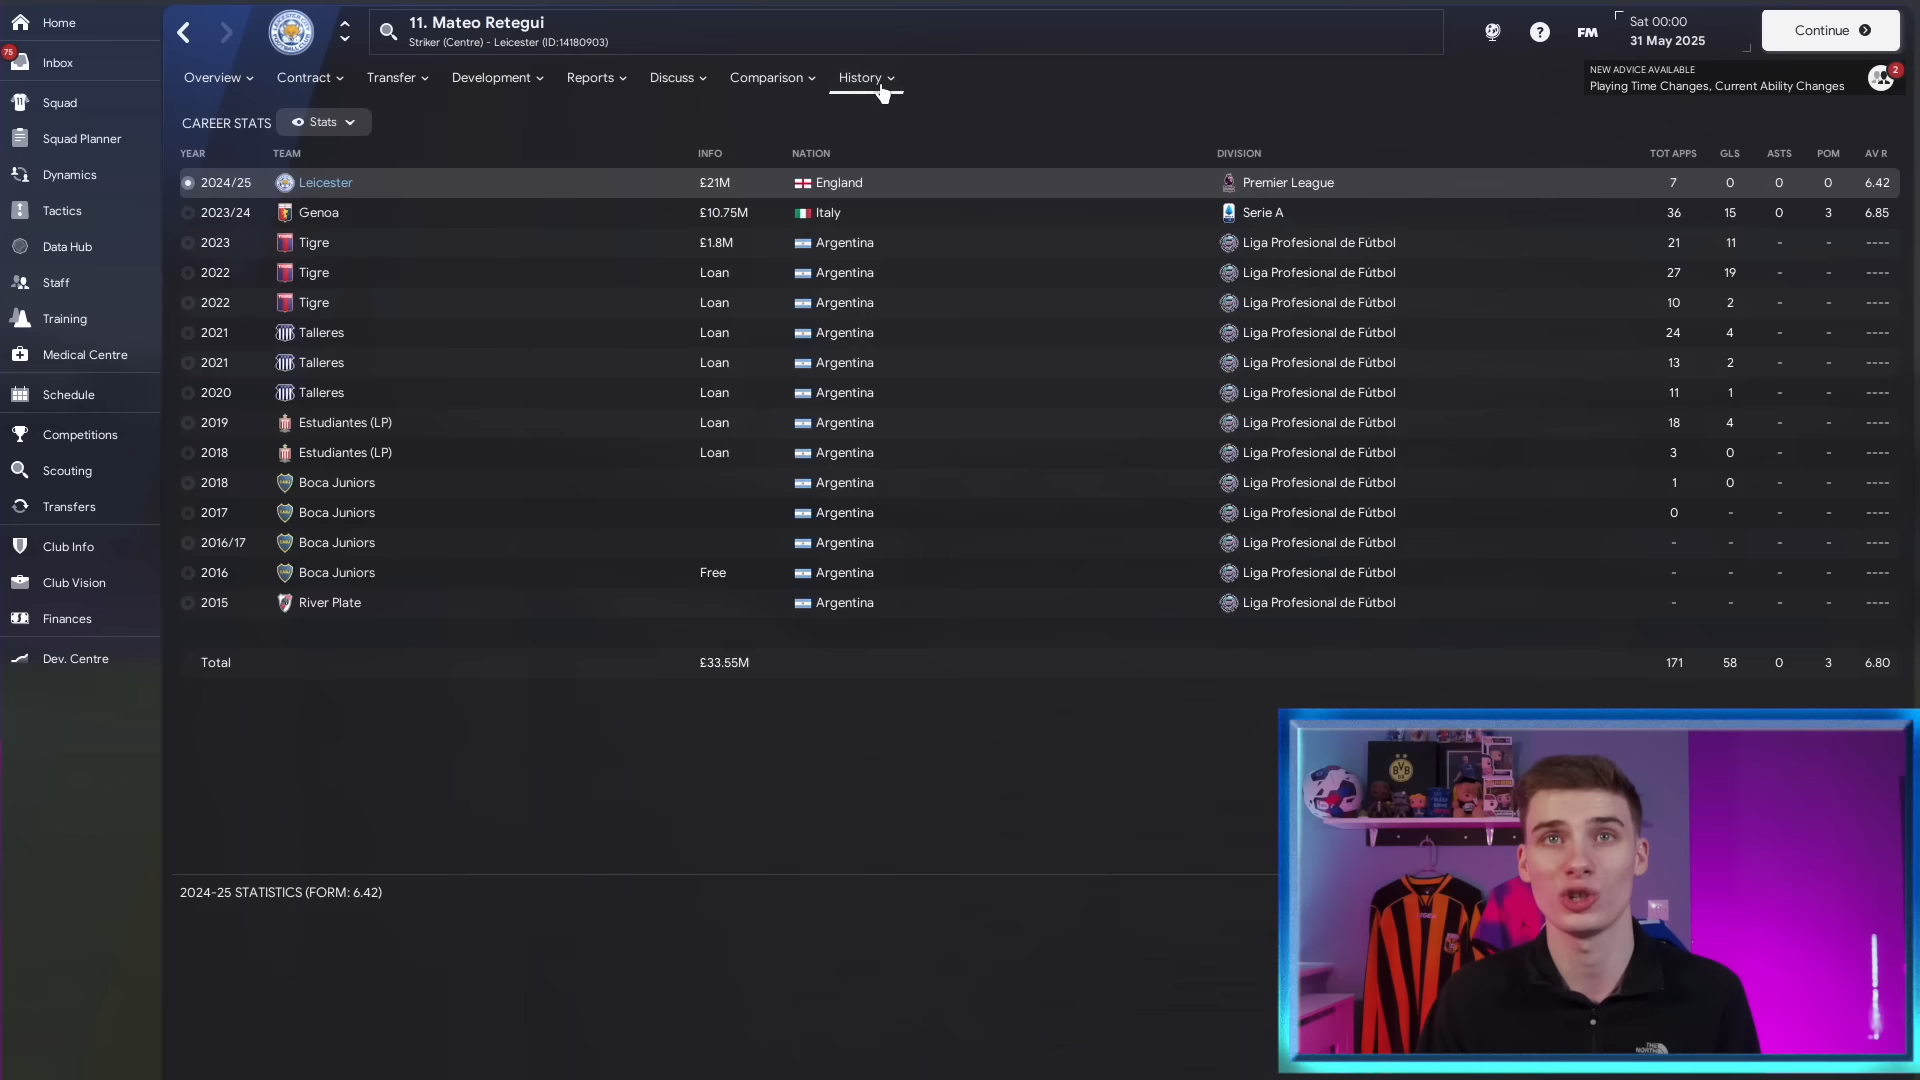 Home
75
Inbox
Squad
Squad Planner
Dynamics
Tactics
Data Hub
Staff
Training
Medical Centre
Schedule
Competitions
Scouting
Transfers
Club Info
Club Vision
Finances
Dev. Centre
11. Mateo Retegui
Striker (Centre) - Leicester (ID:14180903)
? FM
Sat 00:00
31 May 2025
Continue
Overview Contract Transfer Development Reports Discuss Comparison History
NEW ADVICE AVAILABLE
Playing Time Changes, Current Ability Changes
2
CAREER STATS Stats
YEAR TEAM INFO NATION DIVISION TOT APPS GLS ASTS POM AV R
2024/25 Leicester £21M England Premier League 7 0 0 0 6.42
2023/24 Genoa £10.75M Italy Serie A 36 15 0 3 6.85
2023 Tigre £1.8M Argentina Liga Profesional de Fútbol 21 11 - - ----
2022 Tigre Loan Argentina Liga Profesional de Fútbol 27 19 - - ----
2022 Tigre Loan Argentina Liga Profesional de Fútbol 10 2 - - ----
2021 Talleres Loan Argentina Liga Profesional de Fútbol 24 4 - - ----
2021 Talleres Loan Argentina Liga Profesional de Fútbol 13 2 - - ----
2020 Talleres Loan Argentina Liga Profesional de Fútbol 11 1 - - ----
2019 Estudiantes (LP) Loan Argentina Liga Profesional de Fútbol 18 4 - - ----
2018 Estudiantes (LP) Loan Argentina Liga Profesional de Fútbol 3 0 - - ----
2018 Boca Juniors Argentina Liga Profesional de Fútbol 1 0 - - ----
2017 Boca Juniors Argentina Liga Profesional de Fútbol 0 - - - ----
2016/17 Boca Juniors Argentina Liga Profesional de Fútbol - - - - ----
2016 Boca Juniors Free Argentina Liga Profesional de Fútbol - - - - ----
2015 River Plate Argentina Liga Profesional de Fútbol - - - - ----
Total £33.55M 171 58 0 3 6.80
2024-25 STATISTICS (FORM: 6.42)
BVB
09
THE
NORTH